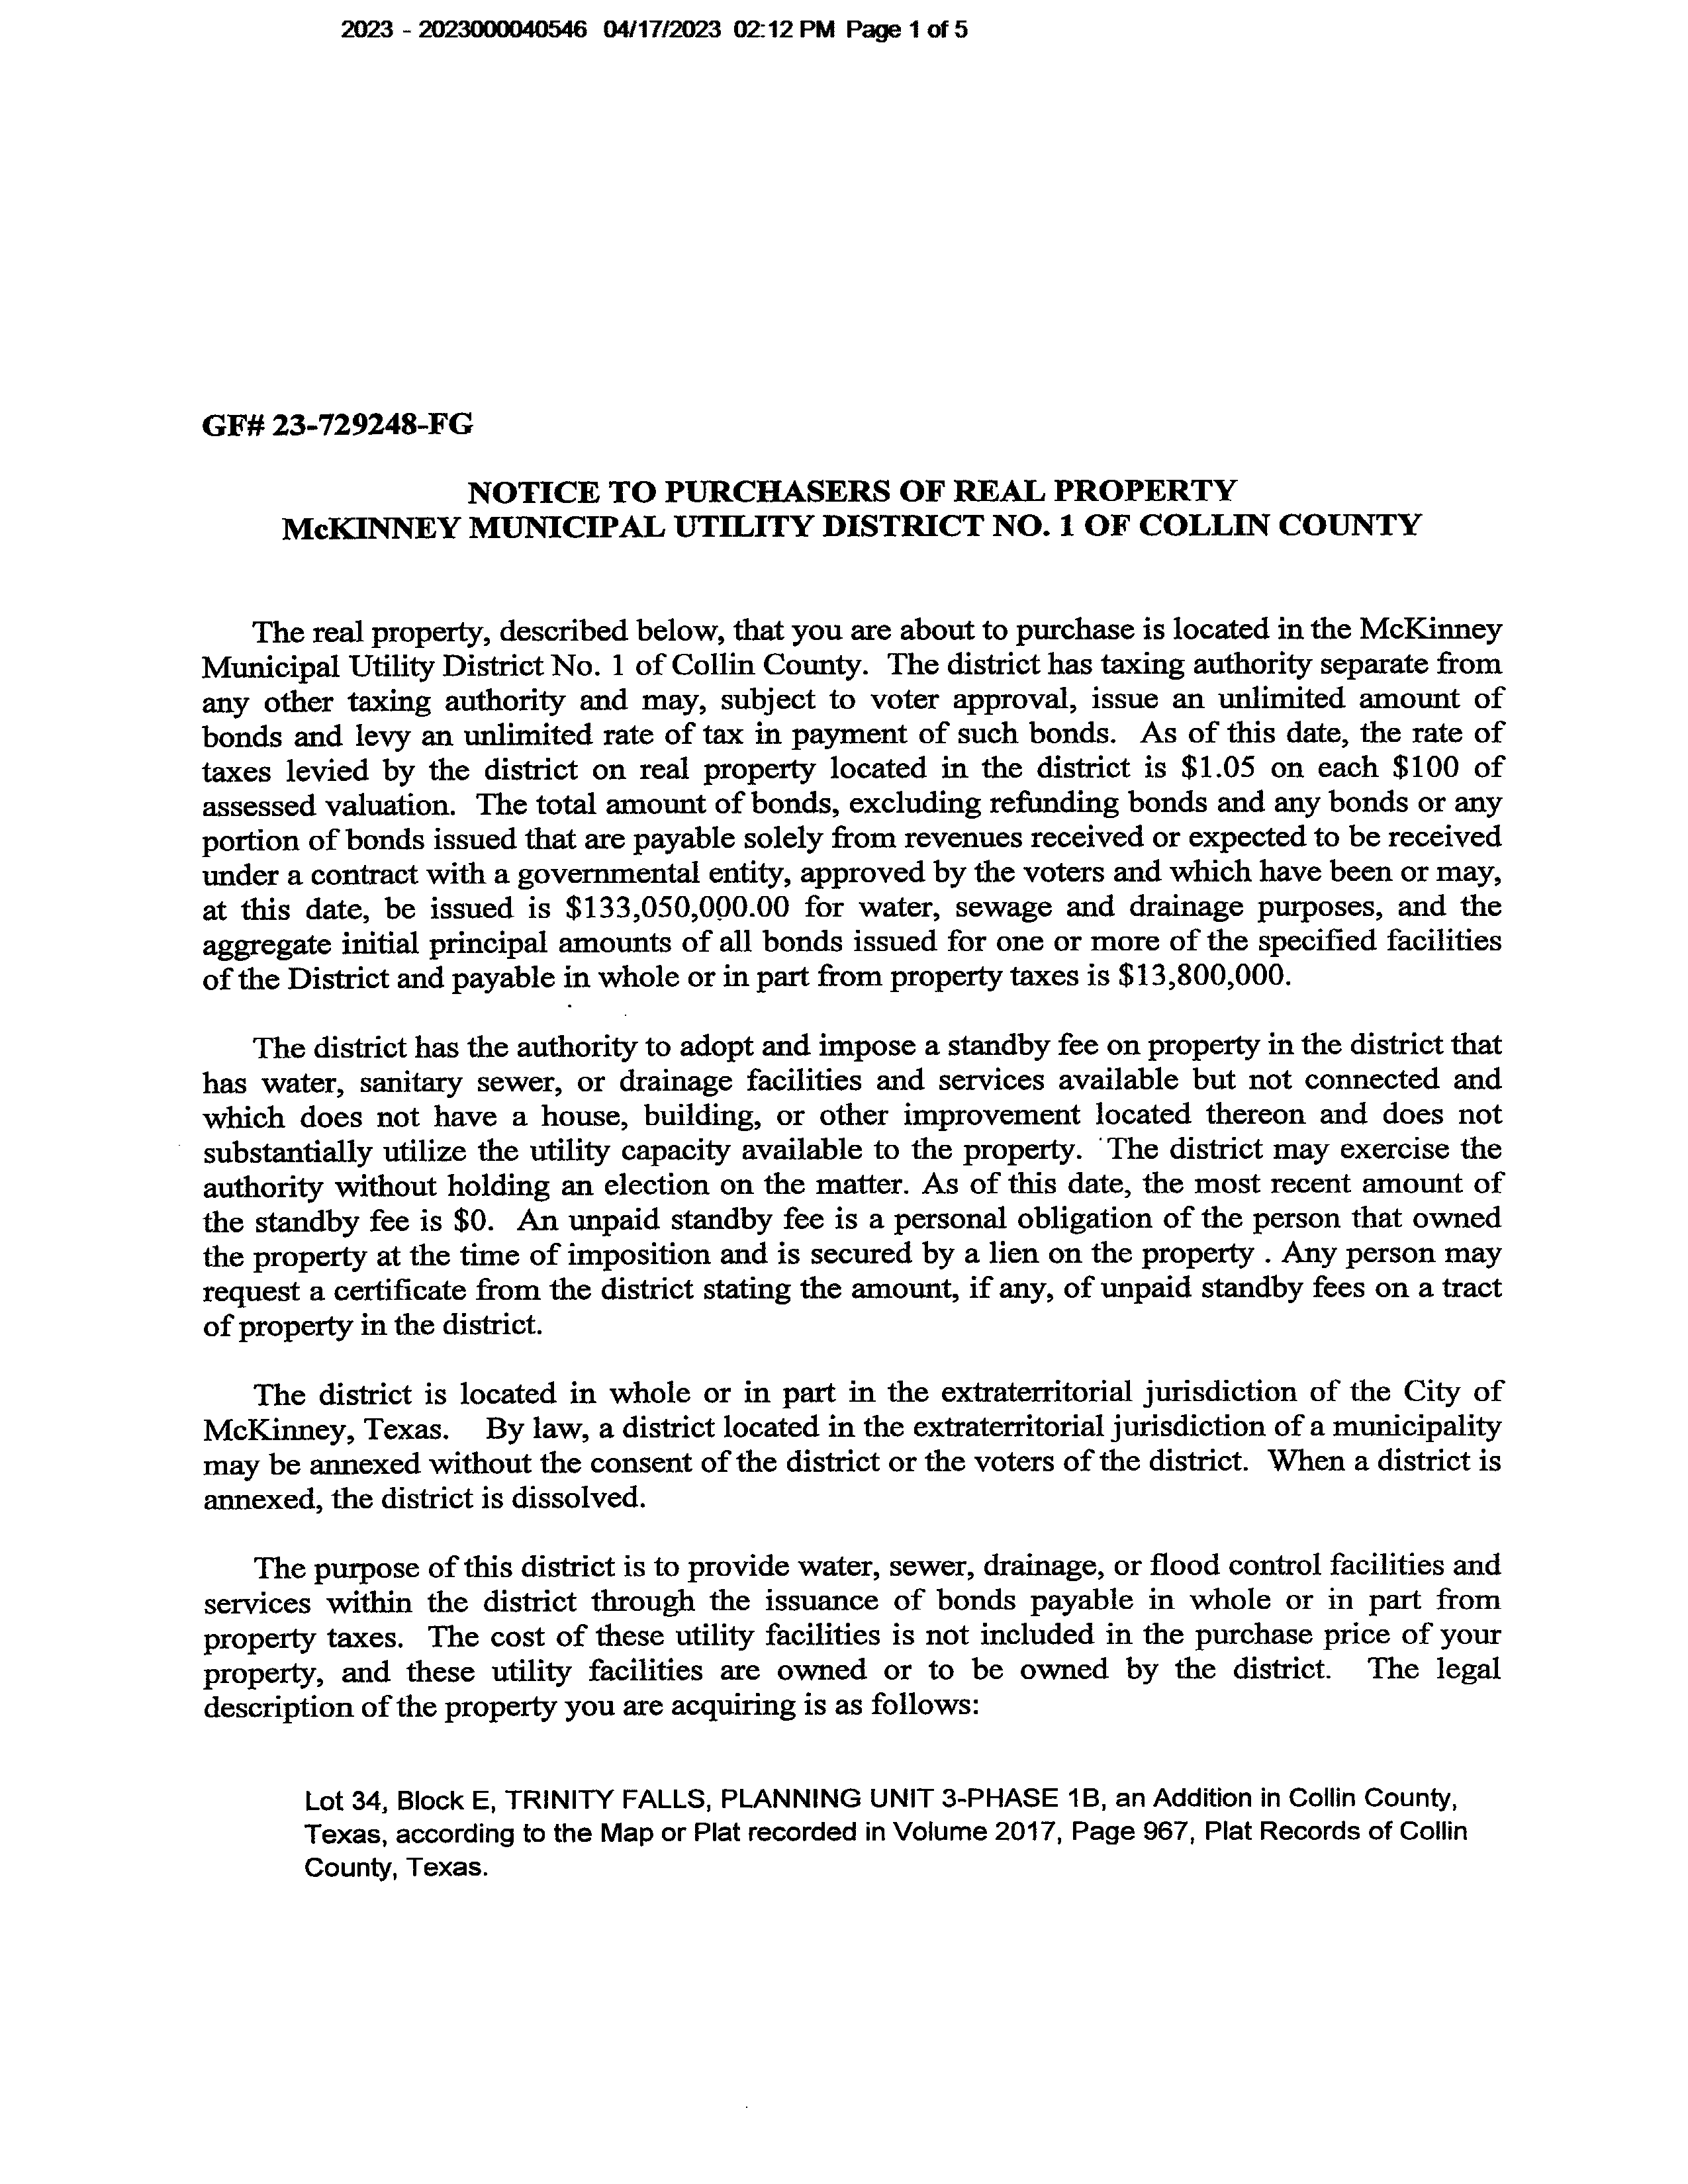 2023 - 2023000040546 04/17/2023 02:12 PM Page 1 of 5
GF# 23-729248-FG
NOTICE TO PURCHASERS OF REAL PROPERTY
McKINNEY MUNICIPAL UTILITY DISTRICT NO. 1 OF COLLIN COUNTY
The real property, described below, that you are about to purchase is located in the McKinney
Municipal Utility District No. 1 of Collin County. The district has taxing authority separate from
any other taxing authority and may, subject to voter approval, issue an unlimited amount of
bonds and levy an unlimited rate of tax in payment of such bonds. As of this date, the rate of
taxes levied by the district on real property located in the district is $1.05 on each $100 of
assessed valuation. The total amount of bonds, excluding refunding bonds and any bonds or any
portion of bonds issued that are payable solely from revenues received or expected to be received
under a contract with a governmental entity, approved by the voters and which have been or may,
at this date, be issued is $133,050,000.00 for water, sewage and drainage purposes, and the
aggregate initial principal amounts of all bonds issued for one or more of the specified facilities
of the District and payable in whole or in part from property taxes is $13,800,000.
The district has the authority to adopt and impose a standby fee on property in the district that
has water, sanitary sewer, or drainage facilities and services available but not connected and
which does not have a house, building, or other improvement located thereon and does not
substantially utilize the utility capacity available to the property. The district may exercise the
authority without holding an election on the matter. As of this date, the most recent amount of
the standby fee is $0. An unpaid standby fee is a personal obligation of the person that owned
the property at the time of imposition and is secured by a lien on the property . Any person may
request a certificate from the district stating the amount, if any, of unpaid standby fees on a tract
of property in the district.
The district is located in whole or in part in the extraterritorial jurisdiction of the City of
McKinney, Texas. By law, a district located in the extraterritorial jurisdiction of a municipality
may be annexed without the consent of the district or the voters of the district. When a district is
annexed, the district is dissolved.
The purpose of this district is to provide water, sewer, drainage, or flood control facilities and
services within the district through the issuance of bonds payable in whole or in part from
property taxes. The cost of these utility facilities is not included in the purchase price of your
property, and these utility facilities are owned or to be owned by the district. The legal
description of the property you are acquiring is as follows:
Lot 34, Block E, TRINITY FALLS, PLANNING UNIT 3-PHASE 1B, an Addition in Collin County,
Texas, according to the Map or Plat recorded in Volume 2017, Page 967, Plat Records of Collin
County, Texas.